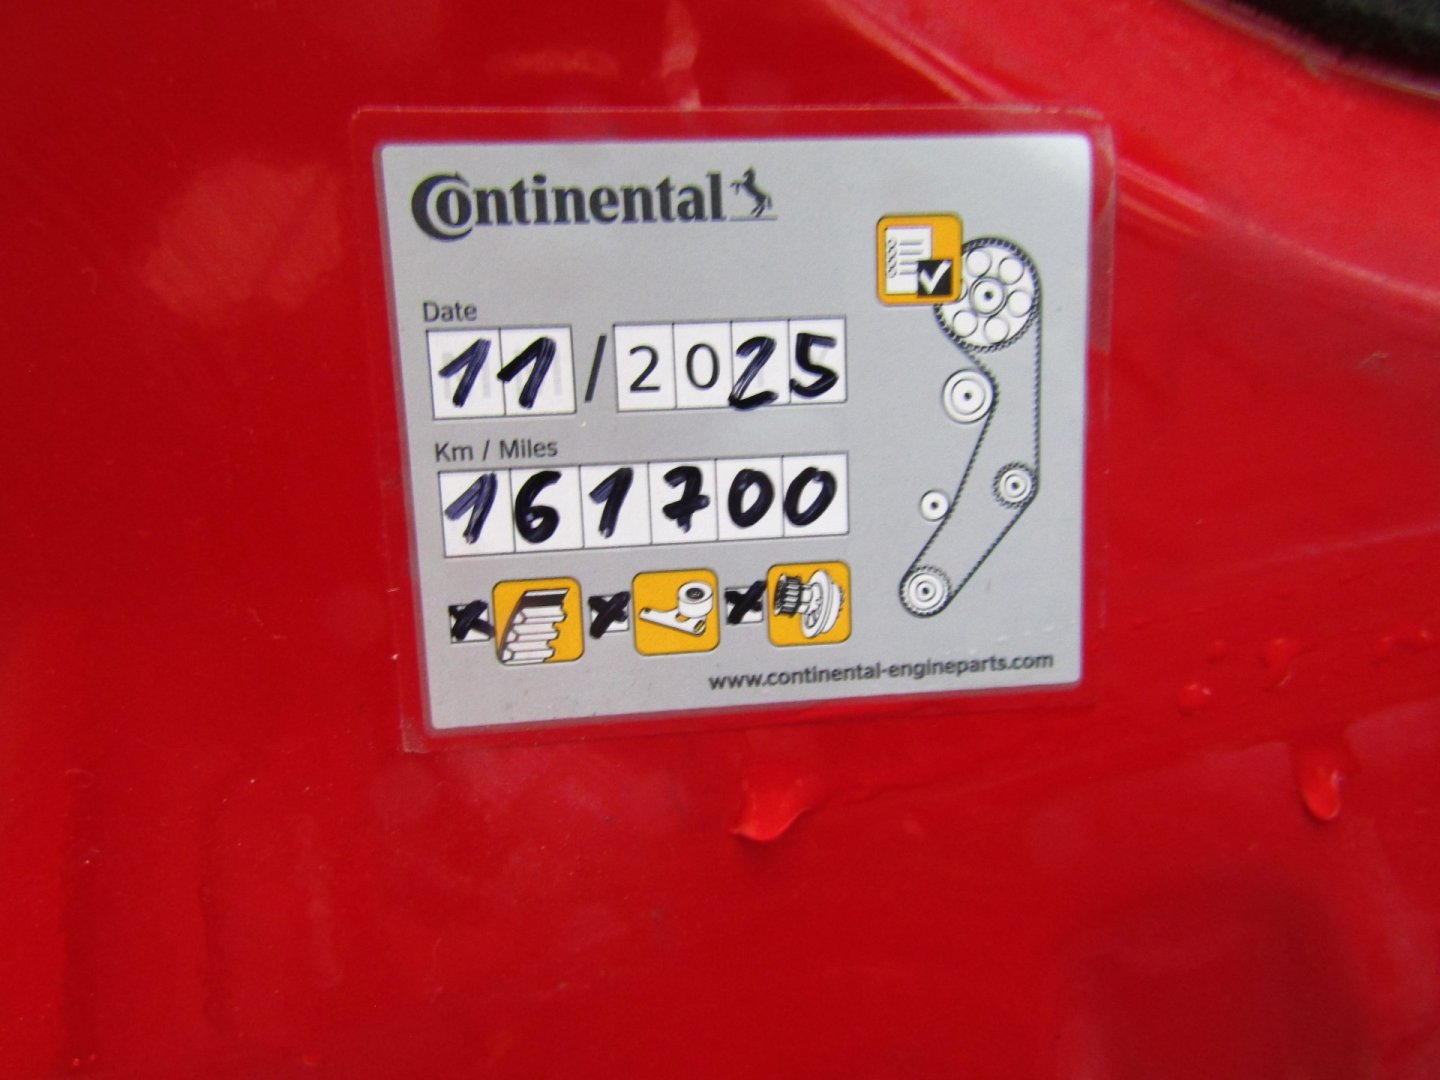 Continental
Date
11/2025
Km / Miles
161700
www.continental-engineparts.com